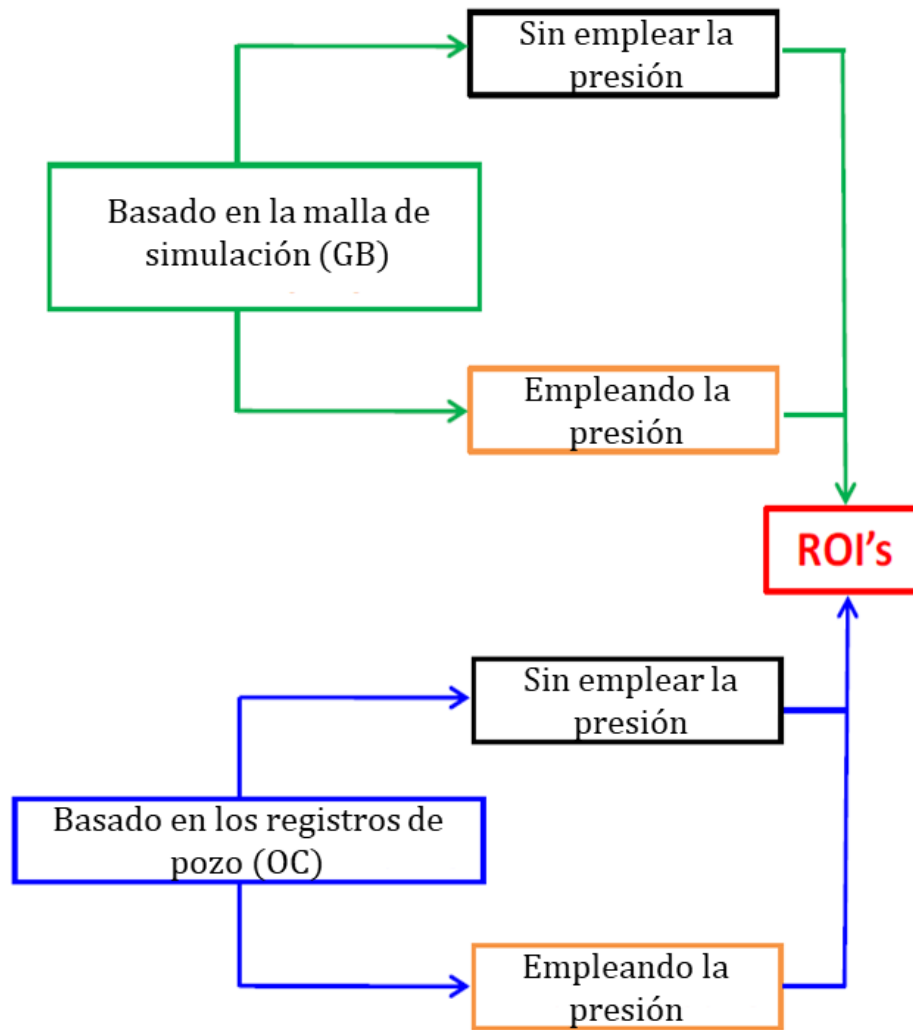 Sin emplear la
presión
Basado en la malla de
simulación (GB)
Empleando la
presión
ROI's
Sin emplear la
presión
Basado en los registros de
pozo (OC)
Empleando la
presión